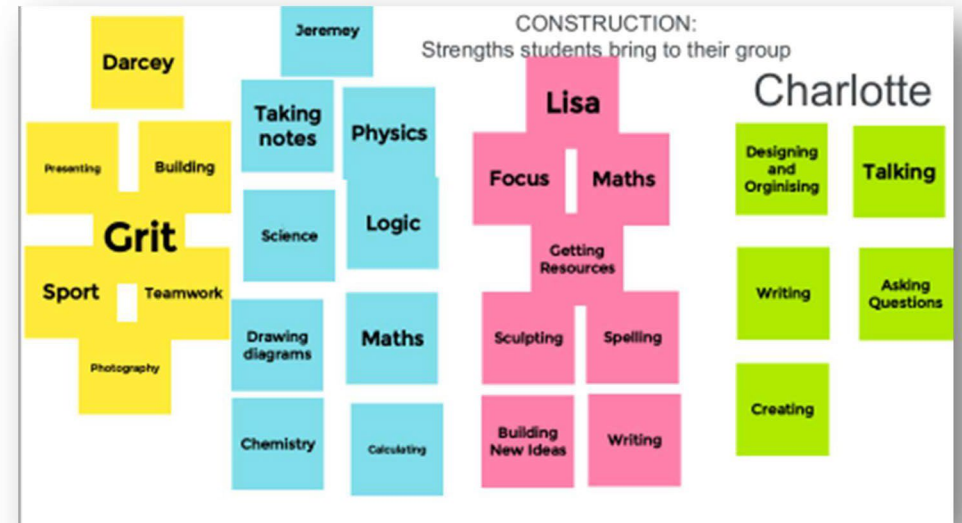 CONSTRUCTION:
Strengths students bring to their group
Darcey
Presenting
Building
Grit
Sport
Teamwork
Photography
Jeremey
Taking
notes
Physics
Science
Logic
Drawing
diagrams
Maths
Chemistry
Calculating
Lisa
Focus
Maths
Getting
Resources
Sculpting
Spelling
Building
New Ideas
Writing
Charlotte
Designing
and
Orginising
Talking
Writing
Asking
Questions
Creating